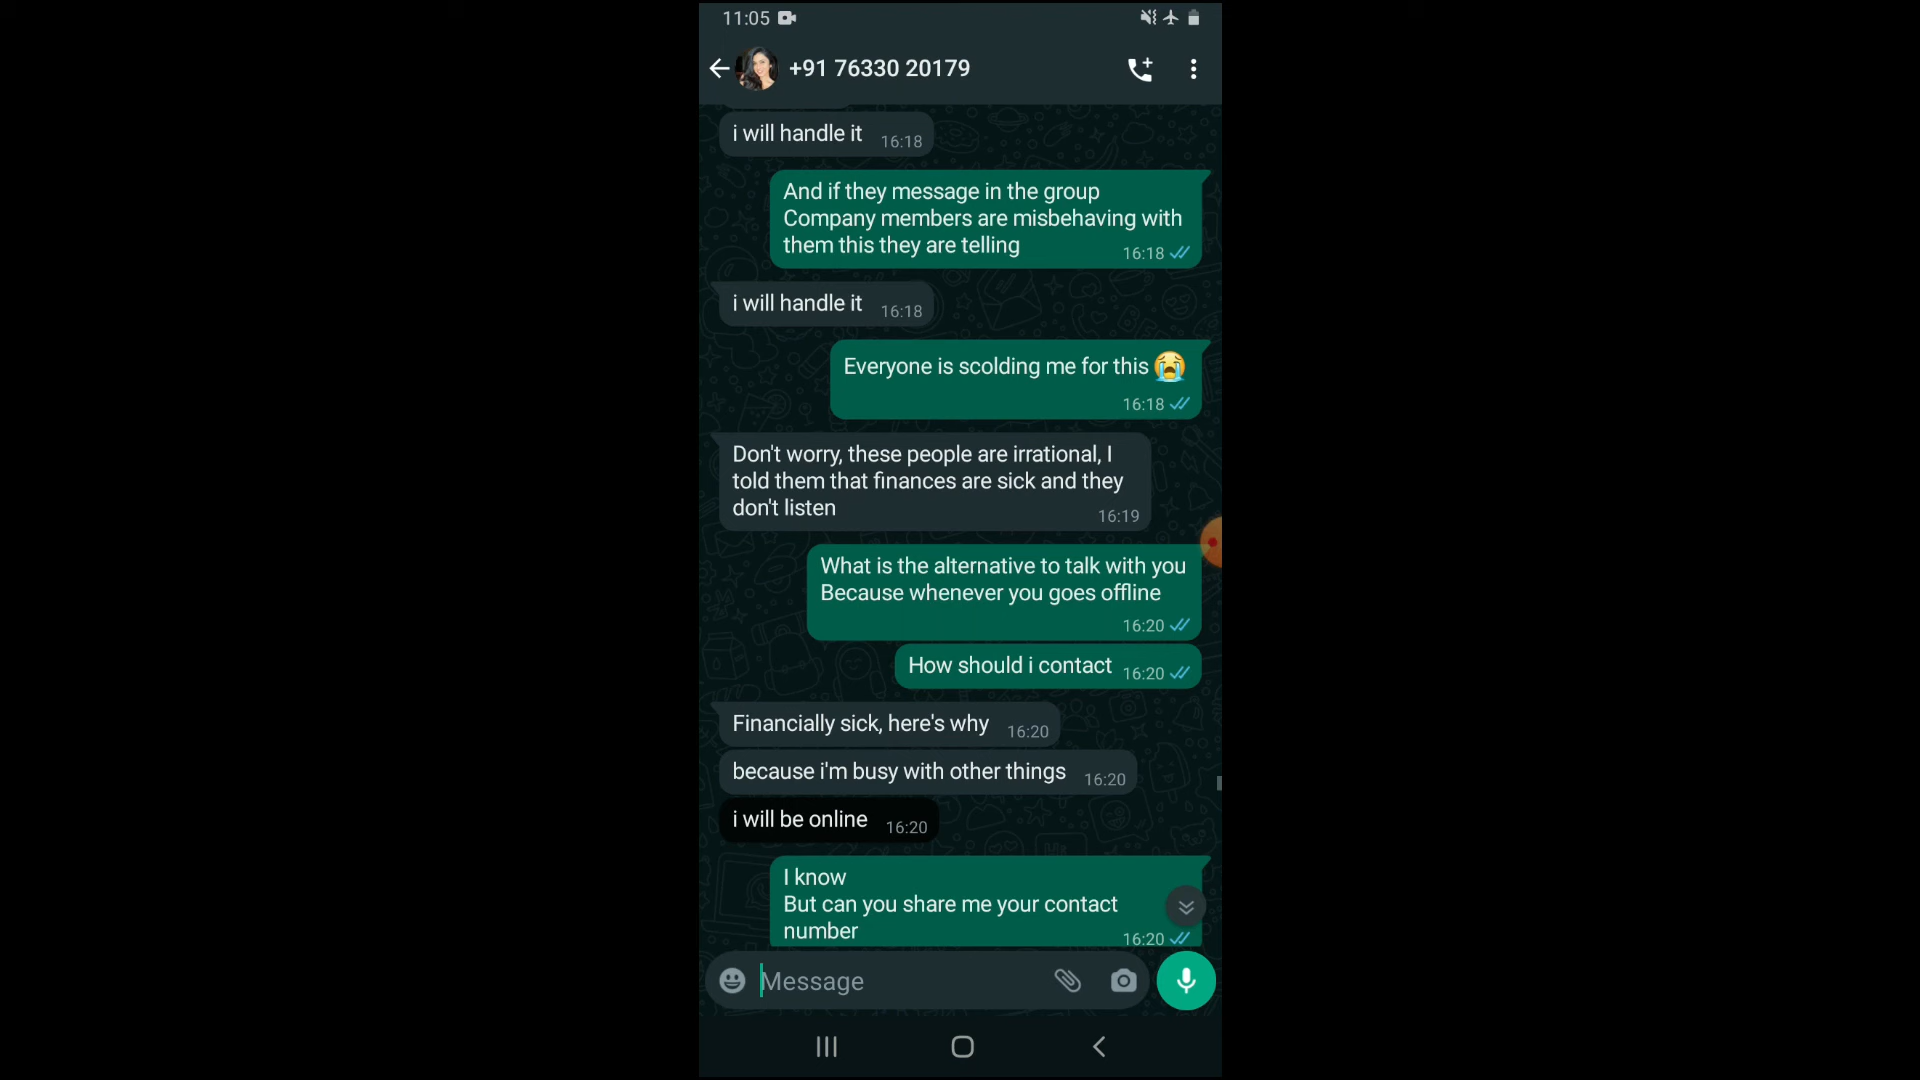 11:05
+91 76330 20179
i will handle it 16:18
And if they message in the group
Company members are misbehaving with
them this they are telling 16:18
i will handle it 16:18
Everyone is scolding me for this 😭
16:18
Don't worry, these people are irrational, I
told them that finances are sick and they
don't listen 16:19
What is the alternative to talk with you
Because whenever you goes offline
16:20
How should i contact 16:20
Financially sick, here's why 16:20
because i'm busy with other things 16:20
i will be online 16:20
I know
But can you share me your contact
number 16:20
Message